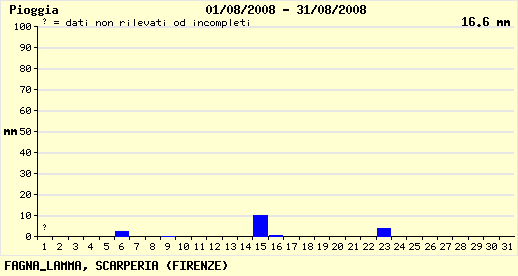 Pioggia 01/08/2008 - 31/08/2008
? = dati non rilevati od incompleti 16.6 mm
100
90
80
70
60
mm 50
40
30
20
10
?
0
1 2 3 4 5 6 7 8 9 10 11 12 13 14 15 16 17 18 19 20 21 22 23 24 25 26 27 28 29 30 31
FAGNA_LAMMA, SCARPERIA (FIRENZE)